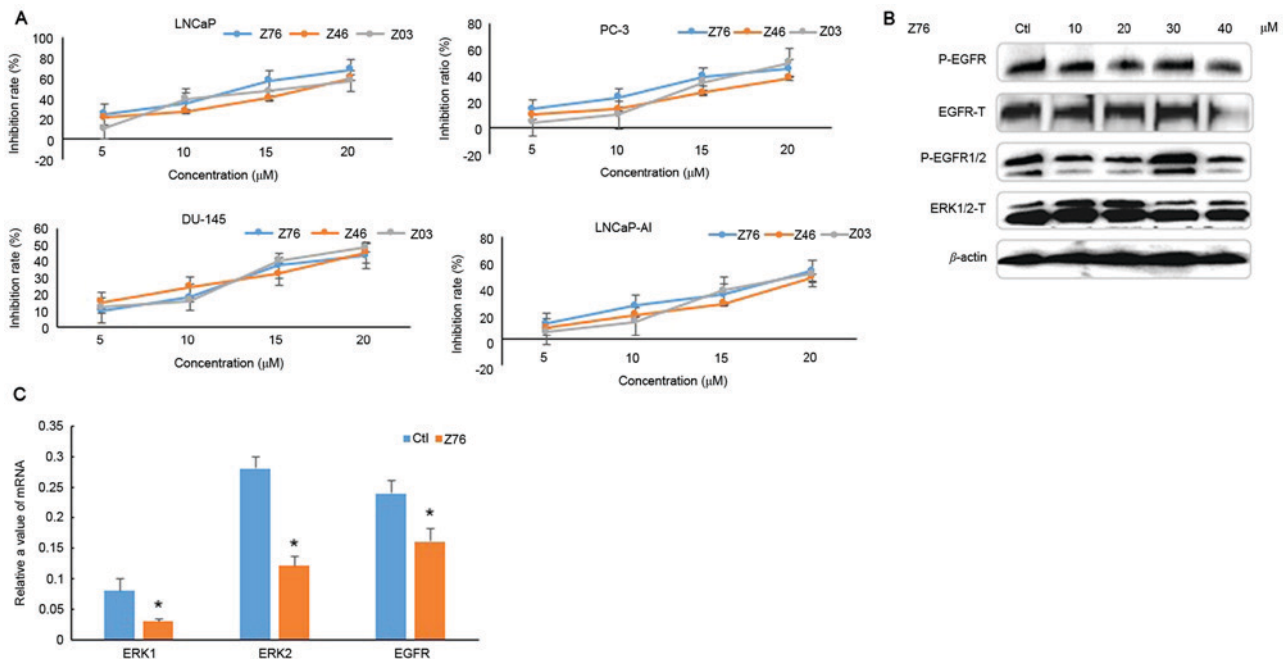 A
LNCaP
Z76 Z46 Z03
Inhibition rate (%)
100
80
60
40
20
0
-20
5 10 15 20
Concentration (μM)
PC-3
Z76 Z46 Z03
Inhibition ratio (%)
80
60
40
20
0
-20
5 10 15 20
Concentration (μM)
DU-145
Z76 Z46 Z03
Inhibition rate (%)
60
50
40
30
20
10
0
5 10 15 20
Concentration (μM)
LNCaP-AI
Z76 Z46 Z03
Inhibition rate (%)
80
60
40
20
0
-20
5 10 15 20
Concentration (μM)
B
Z76 Ctl 10 20 30 40 μM
P-EGFR
EGFR-T
P-EGFR1/2
ERK1/2-T
β-actin
C
Ctl Z76
Relative a value of mRNA
0.35
0.3
0.25
0.2
0.15
0.1
0.05
0
* * *
ERK1 ERK2 EGFR